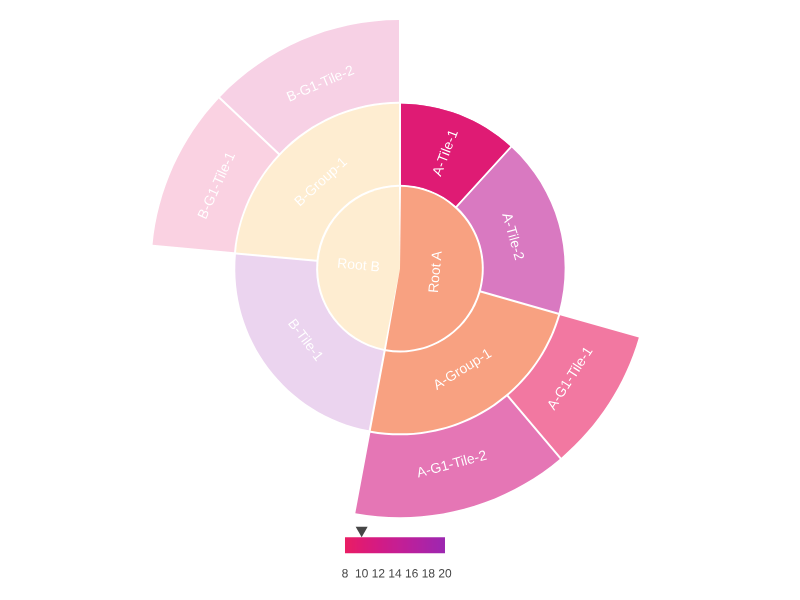 B-G1-Tile-2
B-G1-Tile-1
B-Group-1
A-Tile-1
A-Tile-2
Root B
Root A
B-Tile-1
A-Group-1
A-G1-Tile-1
A-G1-Tile-2
8 10 12 14 16 18 20